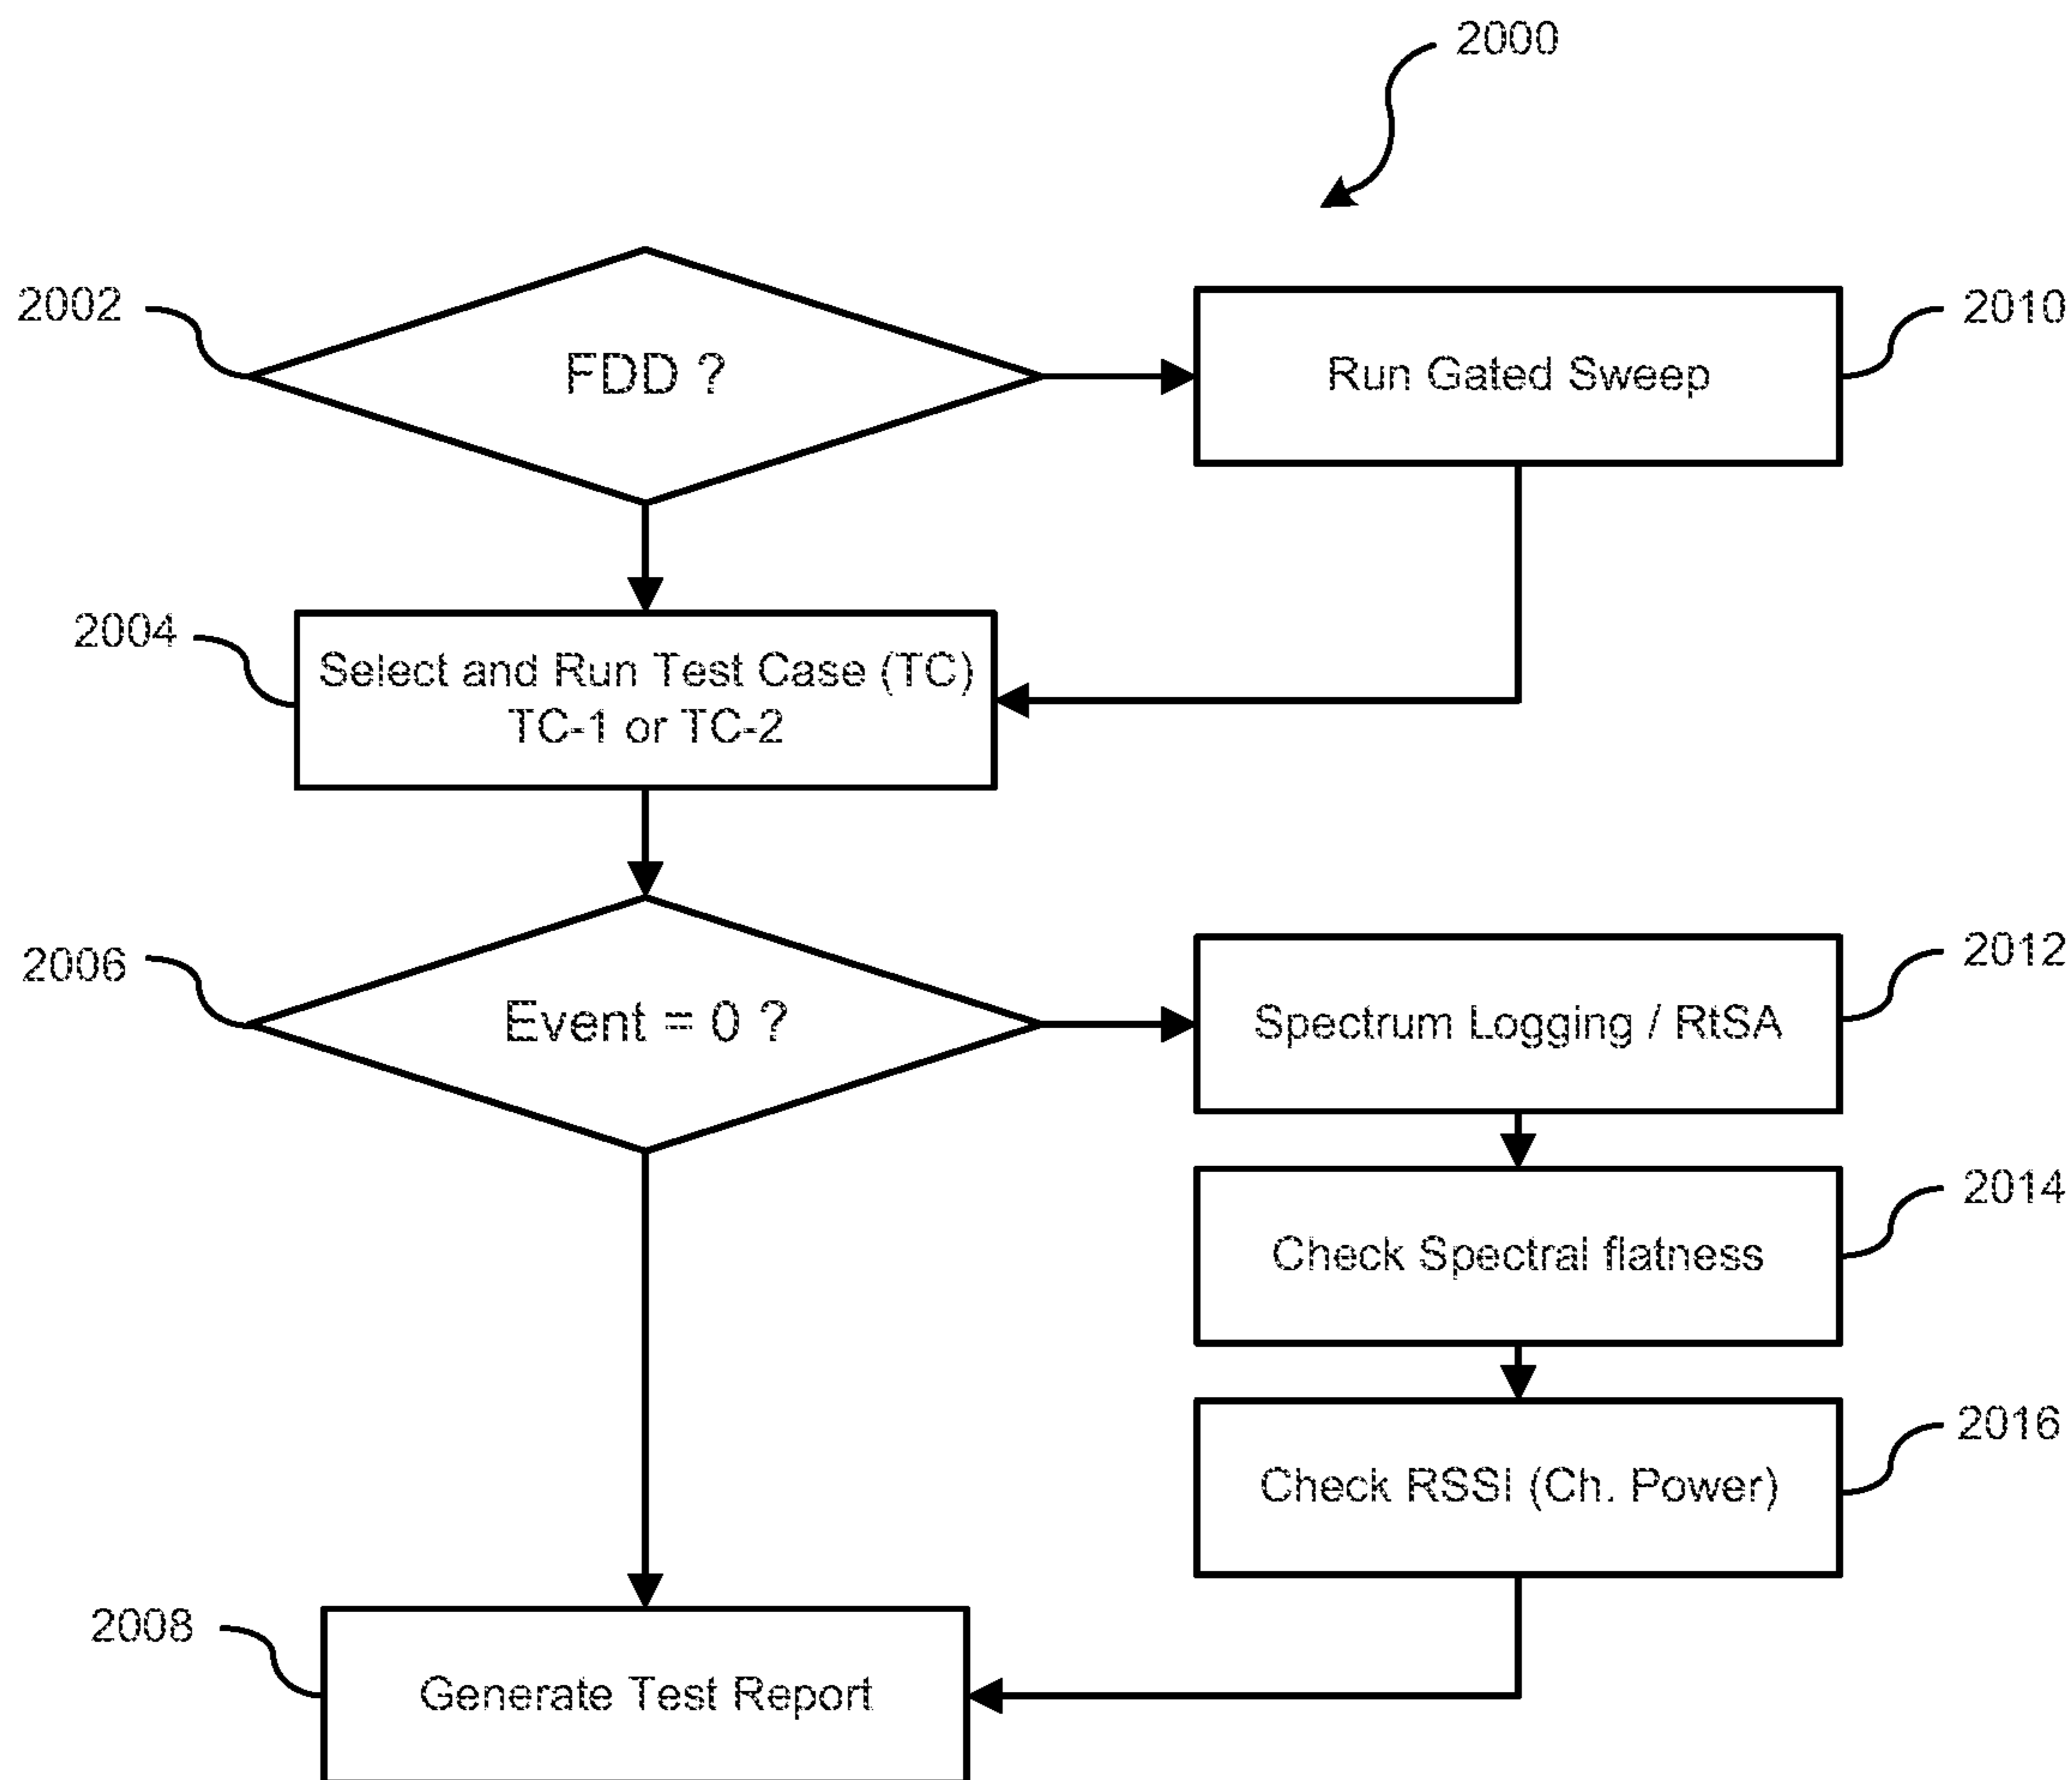 2000
2002
FDD ?
Run Gated Sweep
2010
2004
Select and Run Test Case (TC)
TC-1 or TC-2
2006
Event = 0 ?
Spectrum Logging / RtSA
2012
Check Spectral flatness
2014
Check RSSI (Ch. Power)
2016
2008
Generate Test Report